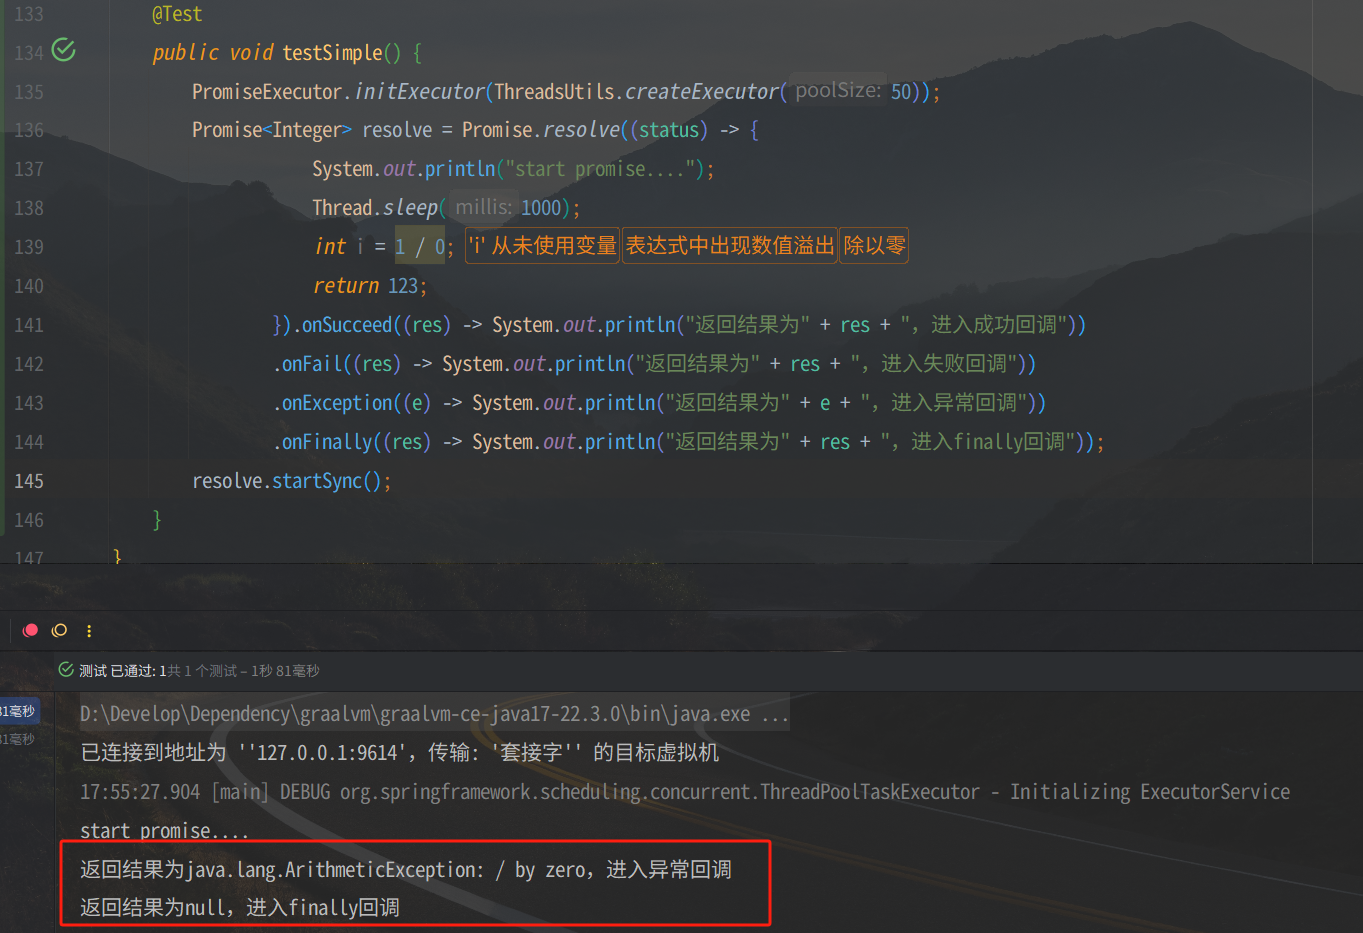 133 @Test
134 public void testSimple() {
135 PromiseExecutor.initExecutor(ThreadsUtils.createExecutor( poolSize: 50));
136 Promise<Integer> resolve = Promise.resolve((status) -> {
137 System.out.println("start promise....");
138 Thread.sleep( millis: 1000);
139 int i = 1 / 0; 'i' 从未使用变量 表达式中出现数值溢出 除以零
140 return 123;
141 }).onSucceed((res) -> System.out.println("返回结果为" + res + ", 进入成功回调"))
142 .onFail((res) -> System.out.println("返回结果为" + res + ", 进入失败回调"))
143 .onException((e) -> System.out.println("返回结果为" + e + ", 进入异常回调"))
144 .onFinally((res) -> System.out.println("返回结果为" + res + ", 进入finally回调"));
145 resolve.startSync();
146 }
147 }
测试 已通过: 1共 1 个测试 – 1秒 81毫秒
81毫秒
81毫秒
D:\Develop\Dependency\graalvm\graalvm-ce-java17-22.3.0\bin\java.exe ...
已连接到地址为 ''127.0.0.1:9614', 传输: '套接字'' 的目标虚拟机
17:55:27.904 [main] DEBUG org.springframework.scheduling.concurrent.ThreadPoolTaskExecutor - Initializing ExecutorService
start promise....
返回结果为java.lang.ArithmeticException: / by zero, 进入异常回调
返回结果为null, 进入finally回调